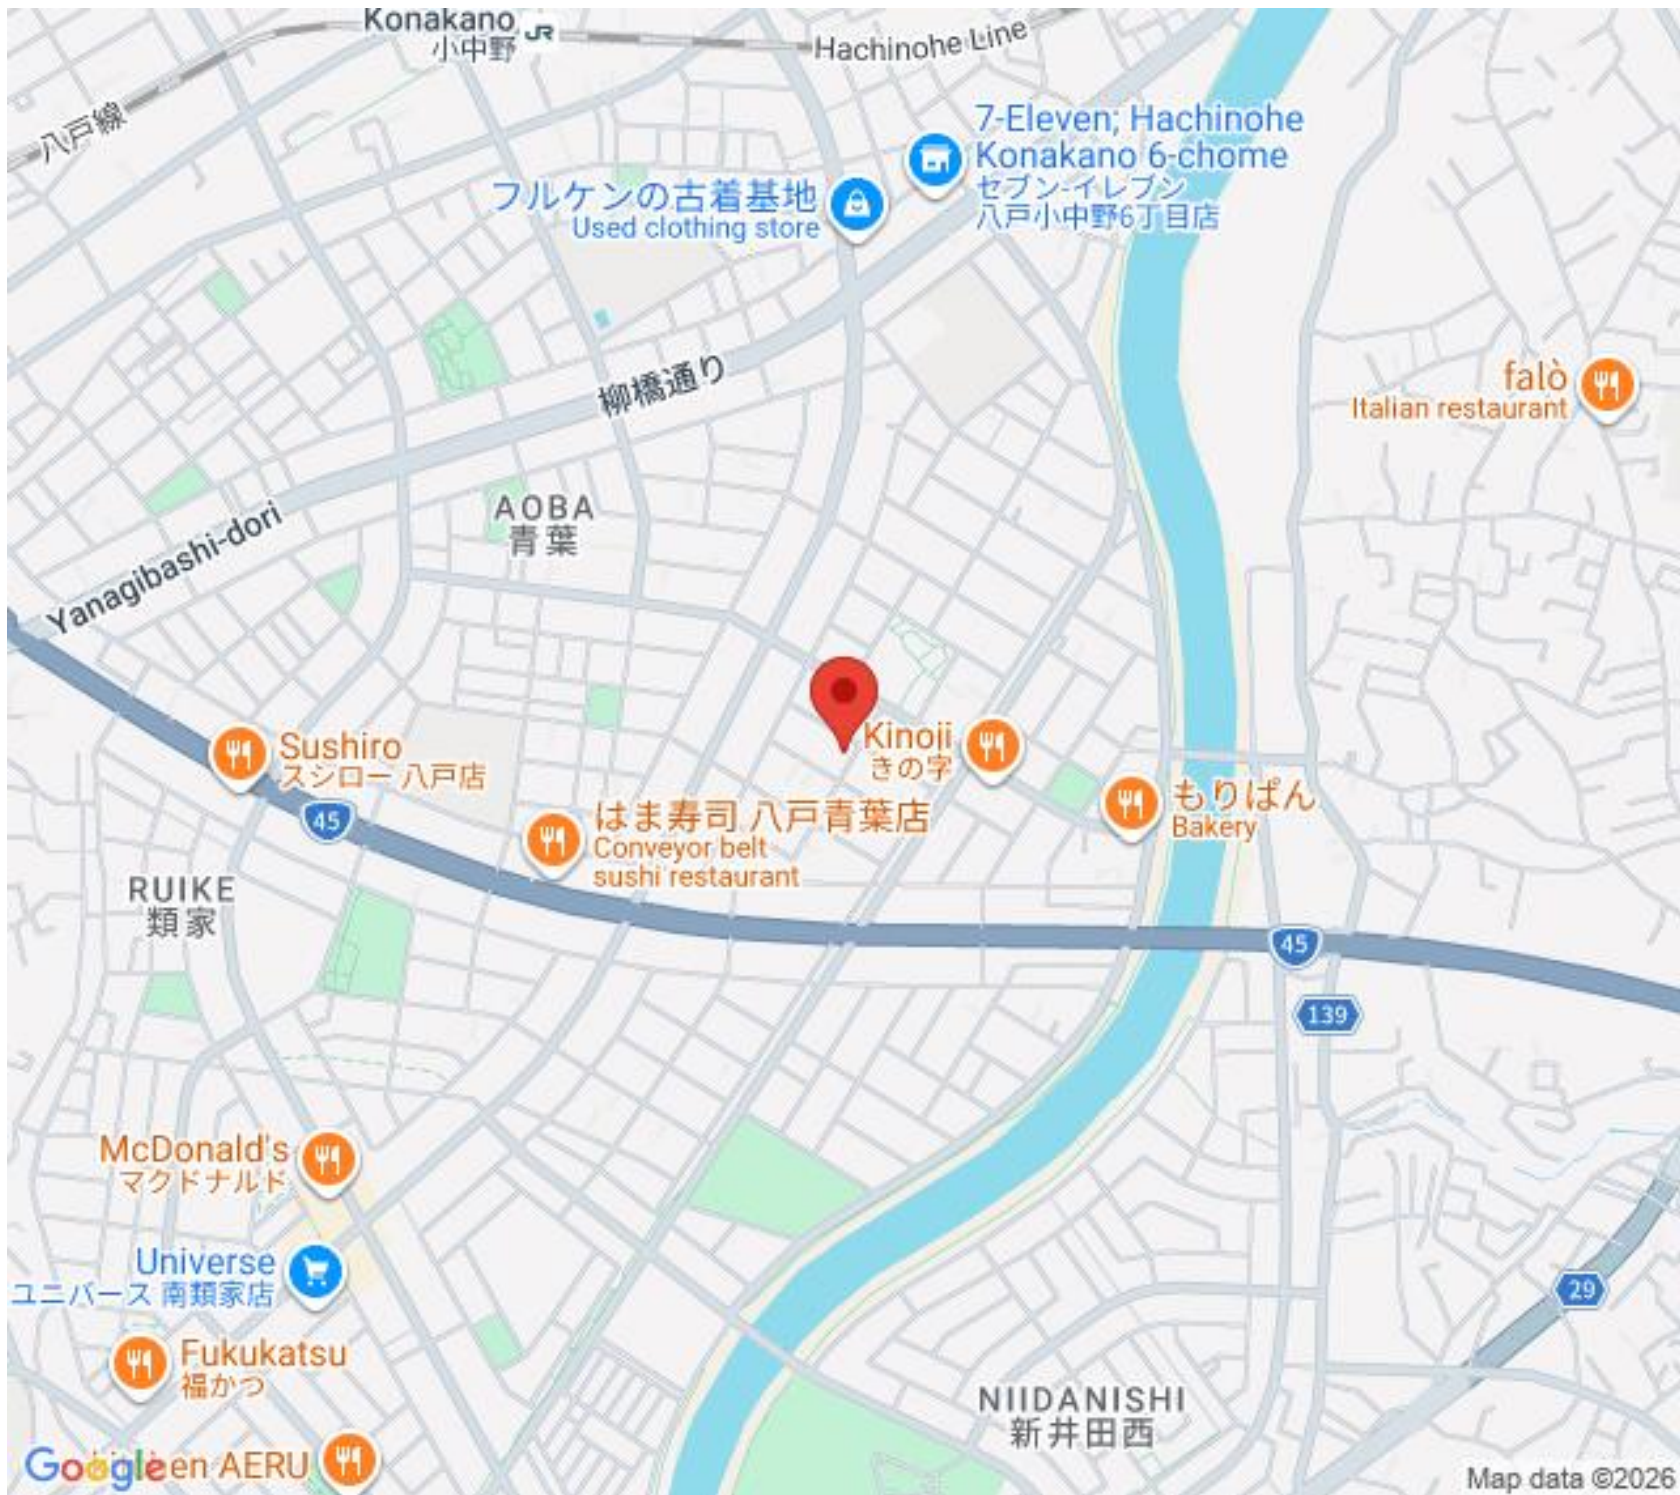 Konakano
小中野
JR
Hachinohe Line
八戸線
7-Eleven; Hachinohe
Konakano 6-chome
セブン-イレブン
八戸小中野6丁目店
フルケンの古着基地
Used clothing store
falò
Italian restaurant
柳橋通り
AOBA
青葉
Yanagibashi-dori
Kinoji
きの字
Sushiro
スシロー 八戸店
45
はま寿司 八戸青葉店
Conveyor belt
sushi restaurant
もりぱん
Bakery
RUIKE
類家
45
139
McDonald's
マクドナルド
Universe
ユニバース 南類家店
29
Fukukatsu
福かつ
NIIDANISHI
新井田西
Google
en AERU
Map data ©2026